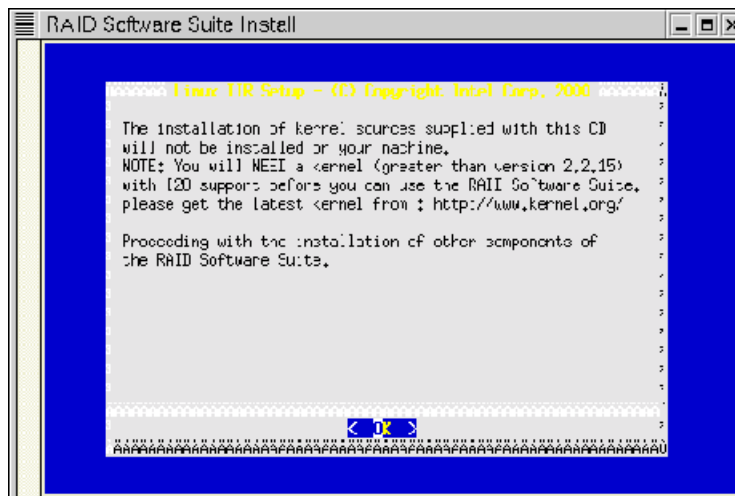 RAID Software Suite Install
Linux IIR Setup - (C) Copyright Intel Corp. 2000
The installation of kernel sources supplied with this CD
will not be installed on your machine.
NOTE: You will NEED a kernel (greater than version 2.2.15)
with I2O support before you can use the RAID Software Suite.
please get the latest kernel from : http://www.kernel.org/
Proceeding with the installation of other components of
the RAID Software Suite.
< OK >